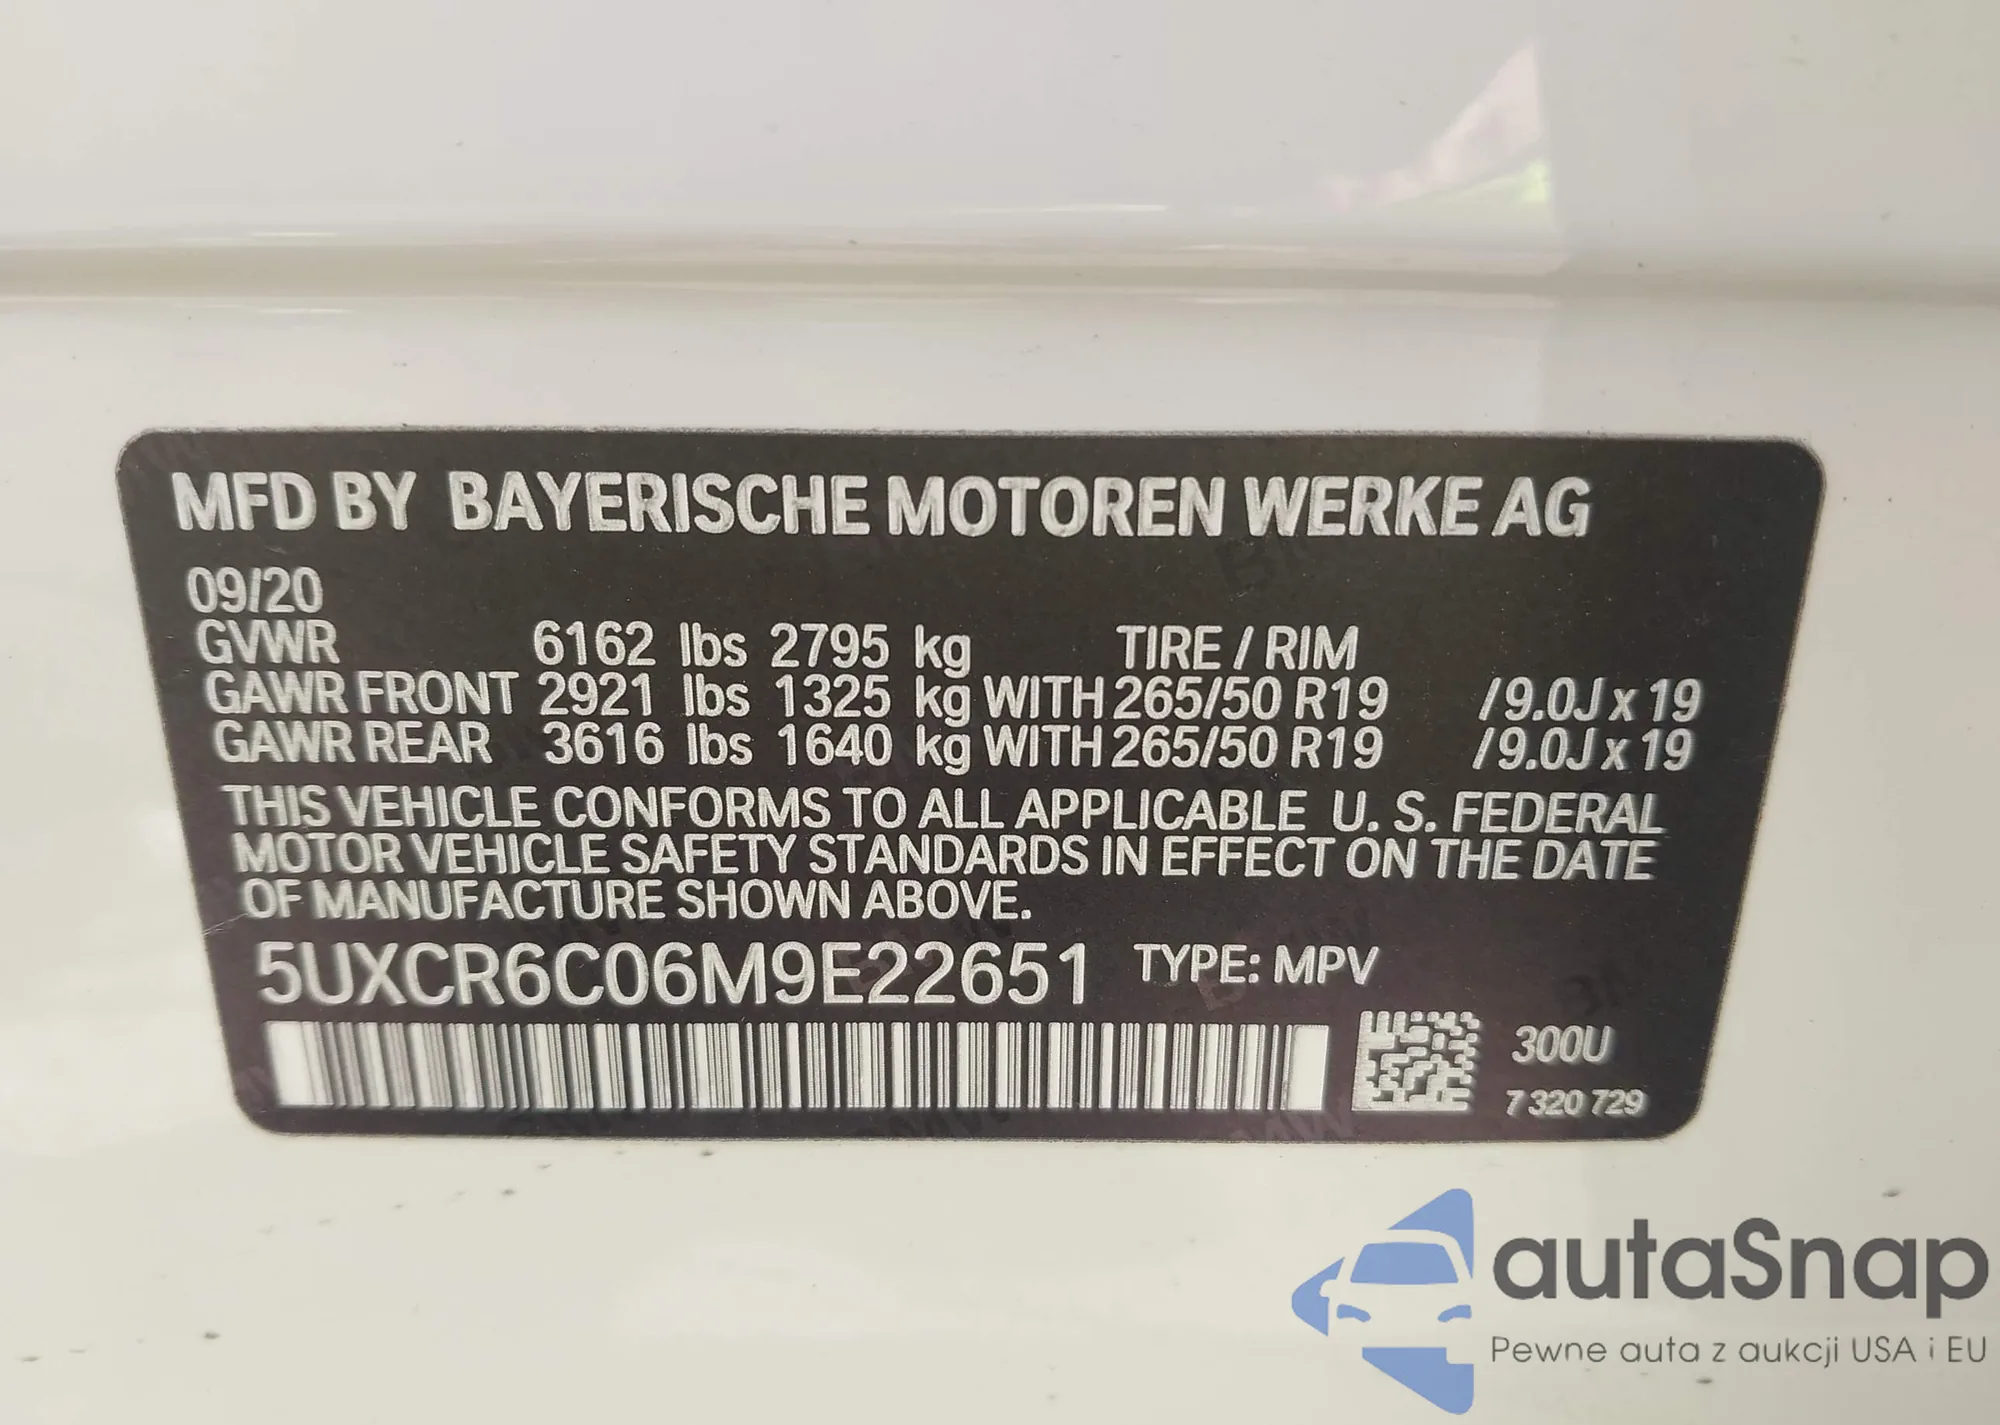 MFD BY BAYERISCHE MOTOREN WERKE AG
09/20
GVWR 6162 lbs 2795 kg TIRE / RIM
GAWR FRONT 2921 lbs 1325 kg WITH 265/50 R19 /9.0J x 19
GAWR REAR 3616 lbs 1640 kg WITH 265/50 R19 /9.0J x 19
THIS VEHICLE CONFORMS TO ALL APPLICABLE U. S. FEDERAL
MOTOR VEHICLE SAFETY STANDARDS IN EFFECT ON THE DATE
OF MANUFACTURE SHOWN ABOVE.
5UXCR6C06M9E22651 TYPE: MPV
300U
7 320 729
autaSnap
Pewne auta z aukcji USA i EU